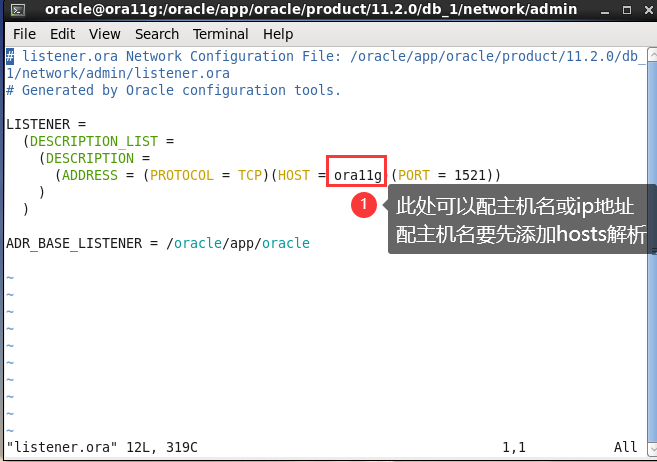 oracle@ora11g:/oracle/app/oracle/product/11.2.0/db_1/network/admin
File Edit View Search Terminal Help
# listener.ora Network Configuration File: /oracle/app/oracle/product/11.2.0/db_
1/network/admin/listener.ora
# Generated by Oracle configuration tools.
LISTENER =
(DESCRIPTION_LIST =
(DESCRIPTION =
(ADDRESS = (PROTOCOL = TCP)(HOST = ora11g)(PORT = 1521))
)
)
1
此处可以配主机名或ip地址
配主机名要先添加hosts解析
ADR_BASE_LISTENER = /oracle/app/oracle
~
~
~
~
~
~
~
~
~
~
"listener.ora" 12L, 319C 1,1 All